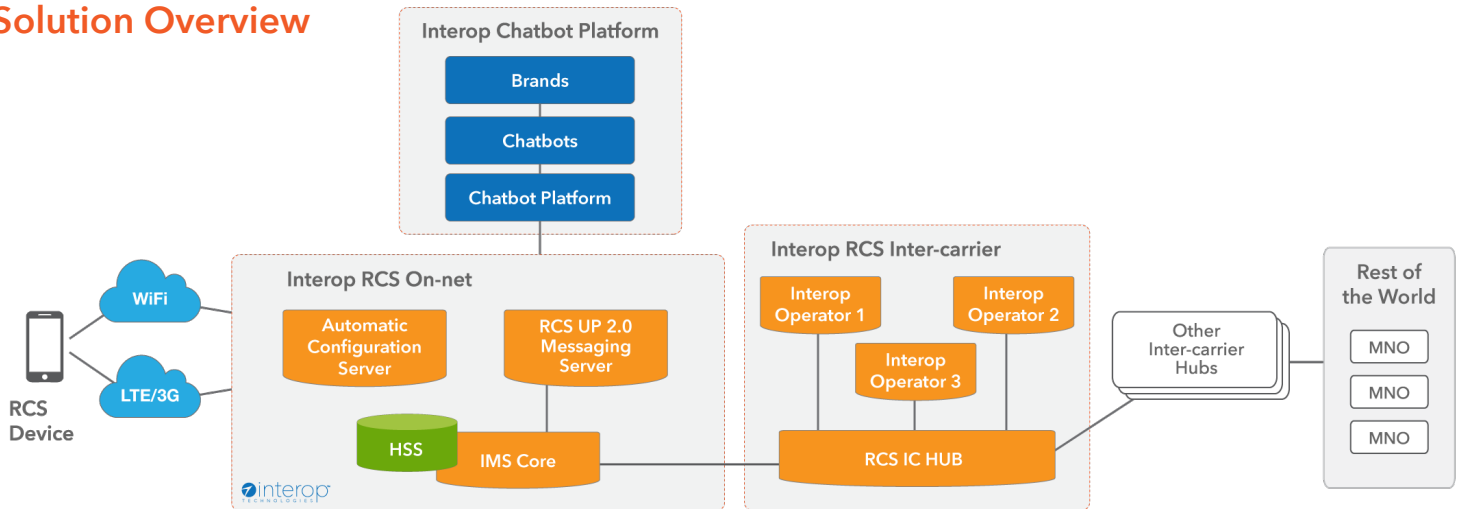 Solution Overview
Interop Chatbot Platform
Brands
Chatbots
Chatbot Platform
WiFi
LTE/3G
RCS
Device
Interop RCS On-net
Automatic
Configuration
Server
RCS UP 2.0
Messaging
Server
HSS
IMS Core
interop
TECHNOLOGIES
Interop RCS Inter-carrier
Interop
Operator 1
Interop
Operator 2
Interop
Operator 3
RCS IC HUB
Other
Inter-carrier
Hubs
Rest of
the World
MNO
MNO
MNO